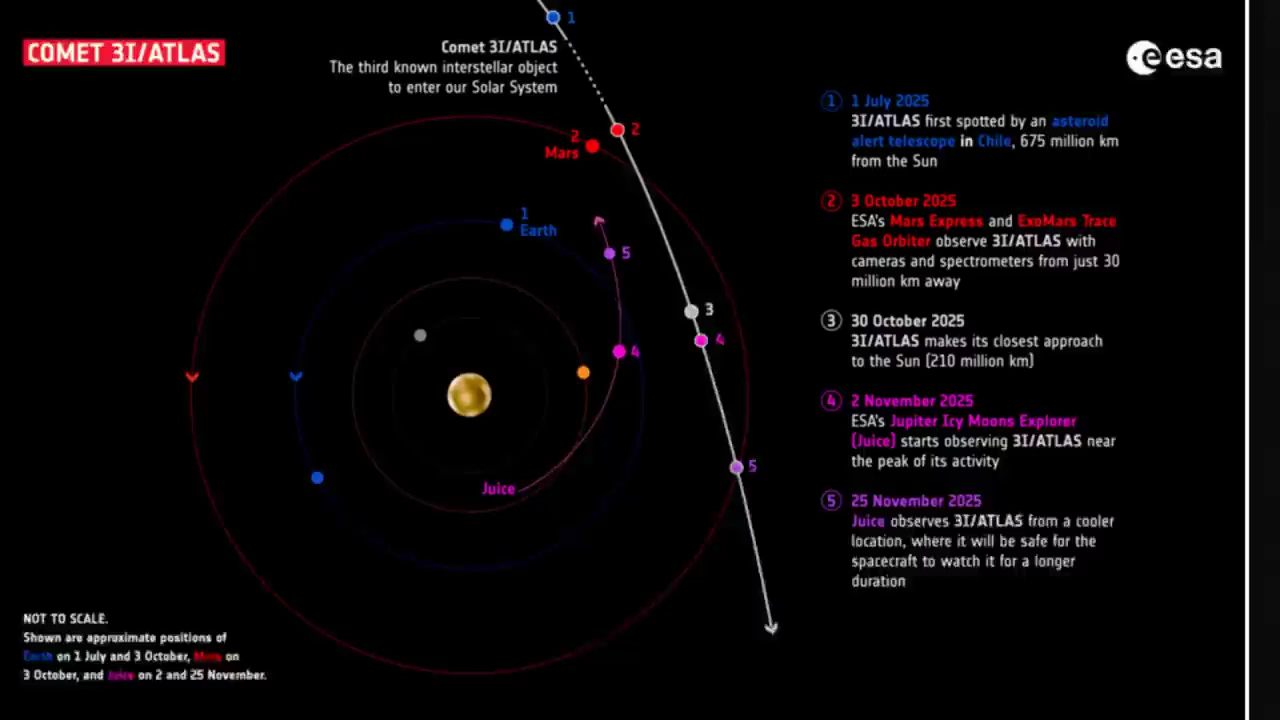 COMET 3I/ATLAS
1
Comet 3I/ATLAS
The third known interstellar object
to enter our Solar System
esa
2
2
Mars
1
Earth
5
3
4
4
5
Juice
1 1 July 2025
3I/ATLAS first spotted by an asteroid
alert telescope in Chile, 675 million km
from the Sun
2 3 October 2025
ESA's Mars Express and ExoMars Trace
Gas Orbiter observe 3I/ATLAS with
cameras and spectrometers from just 30
million km away
3 30 October 2025
3I/ATLAS makes its closest approach
to the Sun (210 million km)
4 2 November 2025
ESA's Jupiter Icy Moons Explorer
(Juice) starts observing 3I/ATLAS near
the peak of its activity
5 25 November 2025
Juice observes 3I/ATLAS from a cooler
location, where it will be safe for the
spacecraft to watch it for a longer
duration
NOT TO SCALE.
Shown are approximate positions of
Earth on 1 July and 3 October, Mars on
3 October, and Juice on 2 and 25 November.